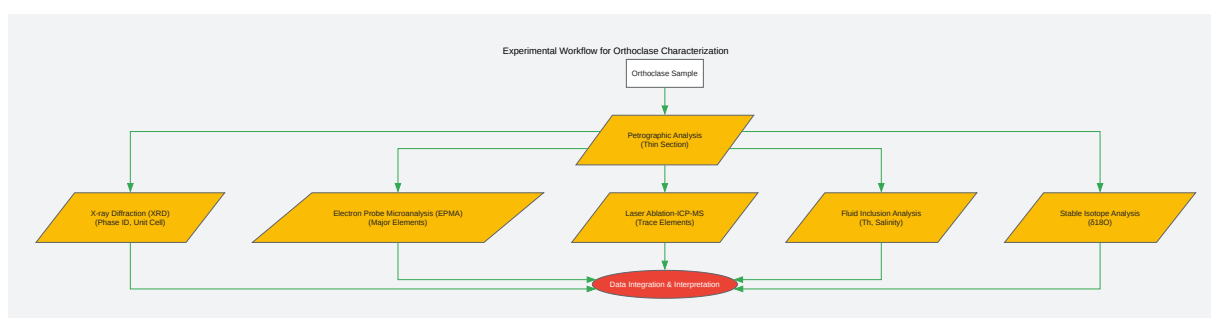 Experimental Workflow for Orthoclase Characterization
Orthoclase Sample
Petrographic Analysis
(Thin Section)
X-ray Diffraction (XRD)
(Phase ID, Unit Cell)
Electron Probe Microanalysis (EPMA)
(Major Elements)
Laser Ablation-ICP-MS
(Trace Elements)
Fluid Inclusion Analysis
(Th, Salinity)
Stable Isotope Analysis
(δ18O)
Data Integration & Interpretation